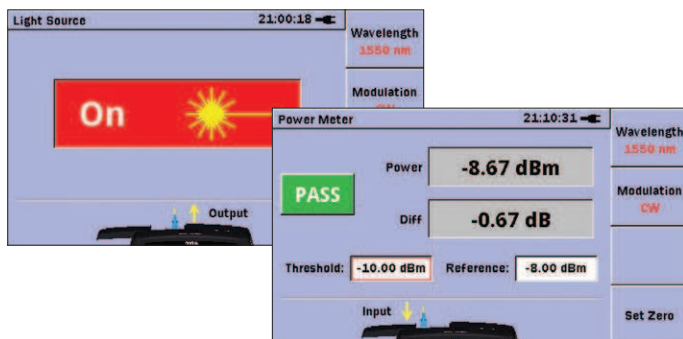 Light Source 21:00:18
Wavelength
1550 nm
Modulation
On
Output
Power Meter 21:10:31
Wavelength
1550 nm
Power -8.67 dBm
Modulation
CW
PASS
Diff -0.67 dB
Threshold: -10.00 dBm Reference: -8.00 dBm
Input
Set Zero